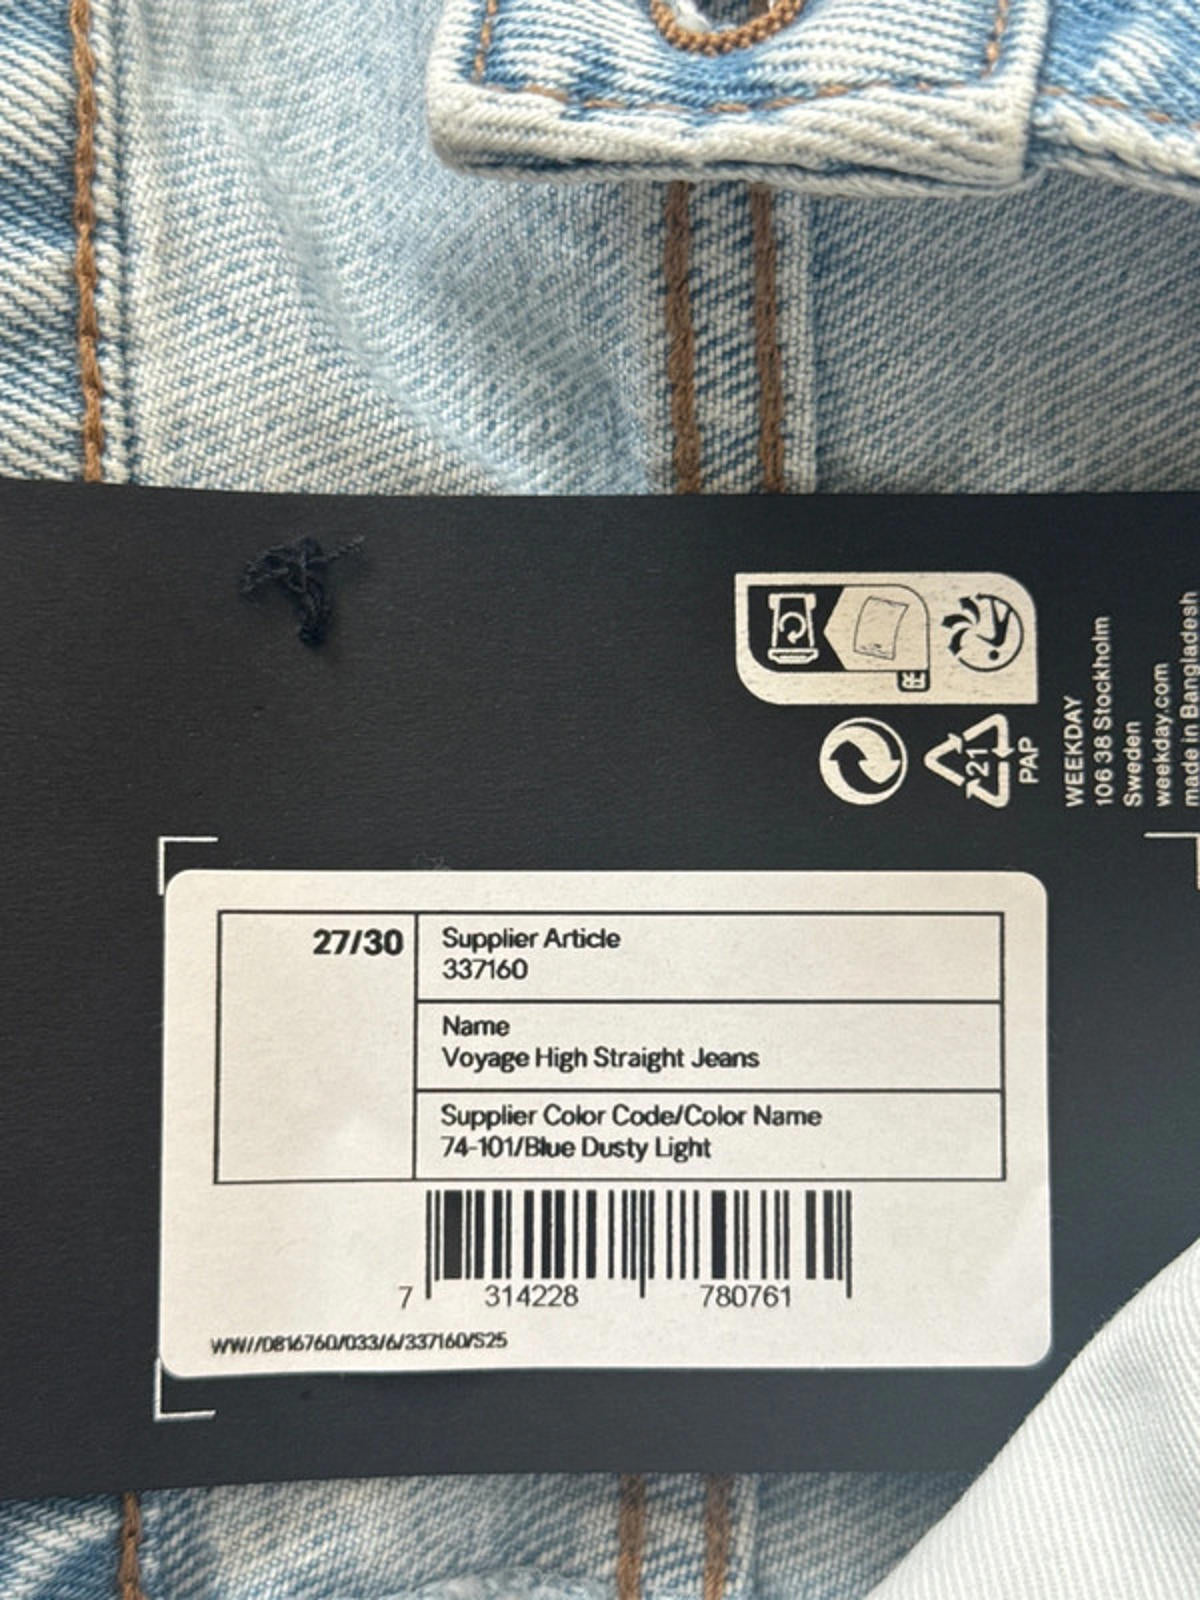 FR
21
PAP
WEEKDAY
106 38 Stockholm
Sweden
weekday.com
made in Bangladesh
27/30
Supplier Article
337160
Name
Voyage High Straight Jeans
Supplier Color Code/Color Name
74-101/Blue Dusty Light
7 314228 780761
WW//0816760/033/6/337160/S25